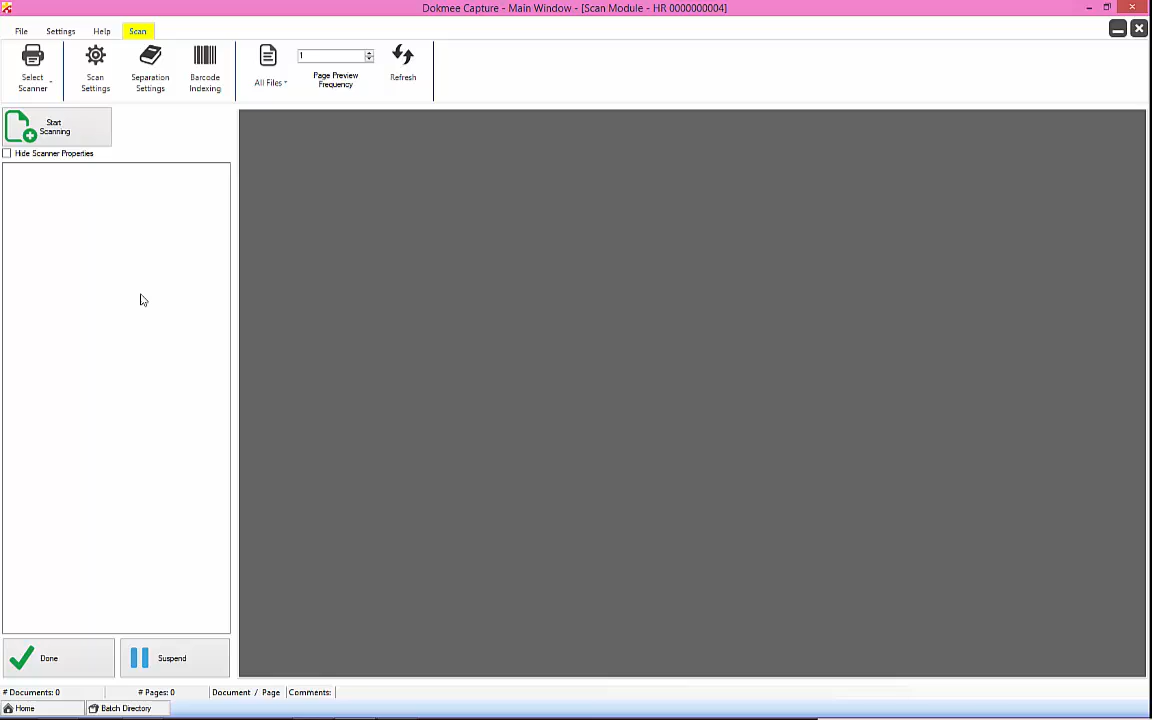 Dokmee Capture - Main Window - [Scan Module - HR 0000000004]
File Settings Help Scan
Select Scanner
Scan Settings
Separation Settings
Barcode Indexing
All Files
1
Page Preview Frequency
Refresh
Start Scanning
Hide Scanner Properties
Done
Suspend
# Documents: 0 # Pages: 0 Document / Page Comments:
Home Batch Directory